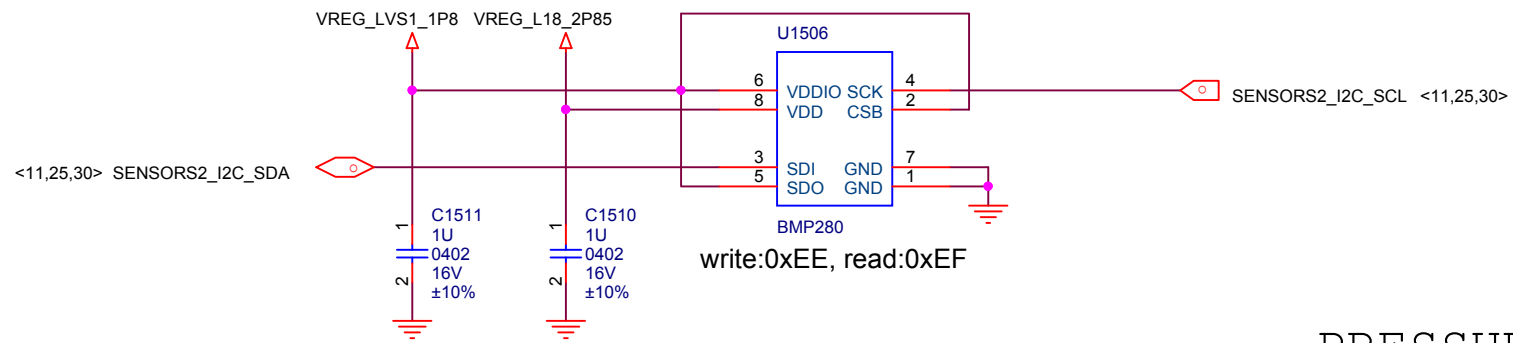 VREG_LVS1_1P8 VREG_L18_2P85
U1506
6 VDDIO SCK 4
8 VDD CSB 2
SENSORS2_I2C_SCL <11,25,30>
<11,25,30> SENSORS2_I2C_SDA
3 SDI GND 7
5 SDO GND 1
BMP280
write:0xEE, read:0xEF
1
C1511
1U
0402
16V
±10%
2
1
C1510
1U
0402
16V
±10%
2